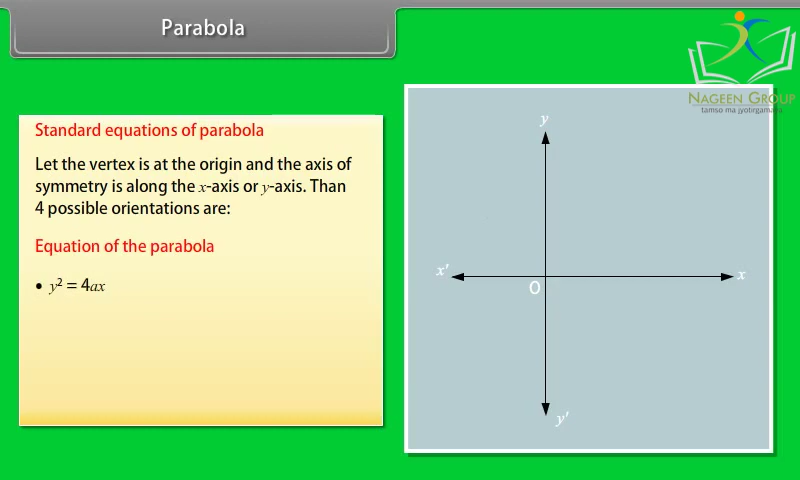 Parabola
NAGEEN GROUP
tamso ma jyotirgamaya
Standard equations of parabola
Let the vertex is at the origin and the axis of
symmetry is along the x-axis or y-axis. Than
4 possible orientations are:
Equation of the parabola
• y² = 4ax
y
x' x
O
y'